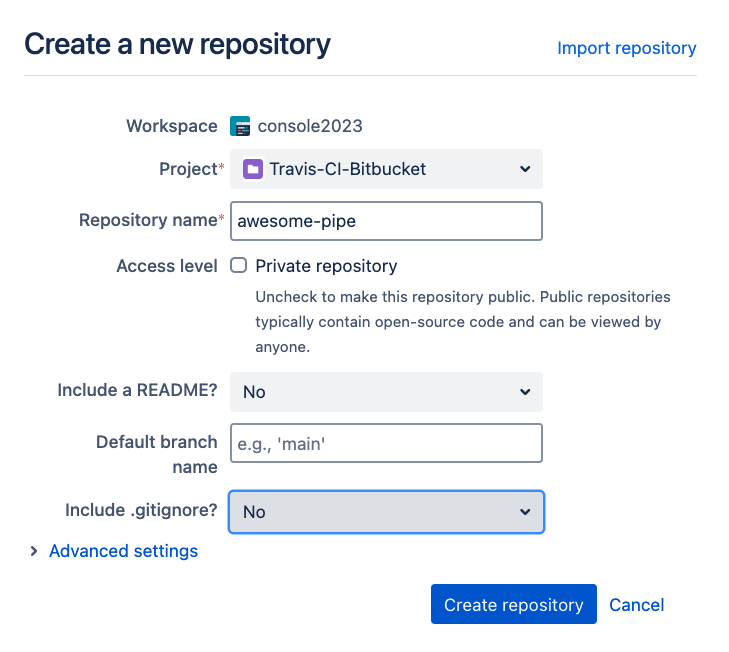 Create a new repository
Import repository
Workspace console2023
Project* Travis-CI-Bitbucket
Repository name* awesome-pipe
Access level Private repository
Uncheck to make this repository public. Public repositories
typically contain open-source code and can be viewed by
anyone.
Include a README? No
Default branch
name
e.g., 'main'
Include .gitignore? No
Advanced settings
Create repository Cancel